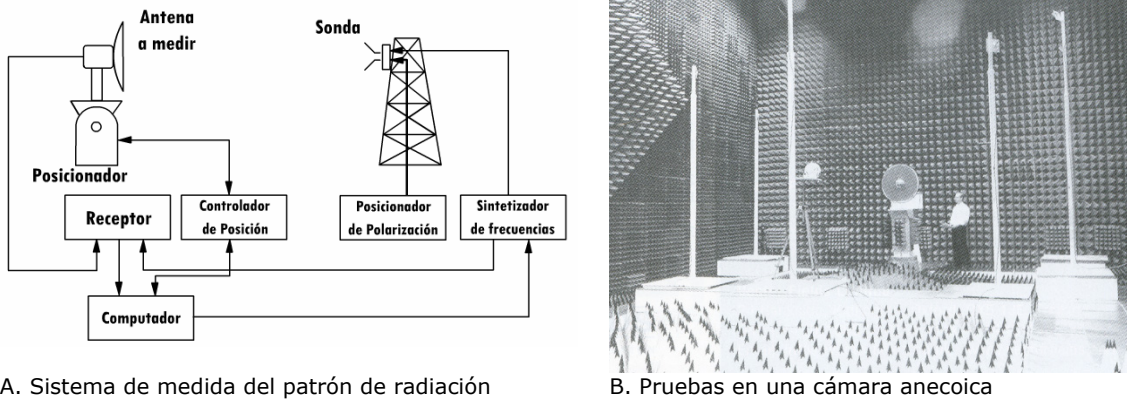 Antena
a medir
Sonda
Posicionador
Receptor
Controlador
de Posición
Posicionador
de Polarización
Sintetizador
de frecuencias
Computador
A. Sistema de medida del patrón de radiación
B. Pruebas en una cámara anecoica